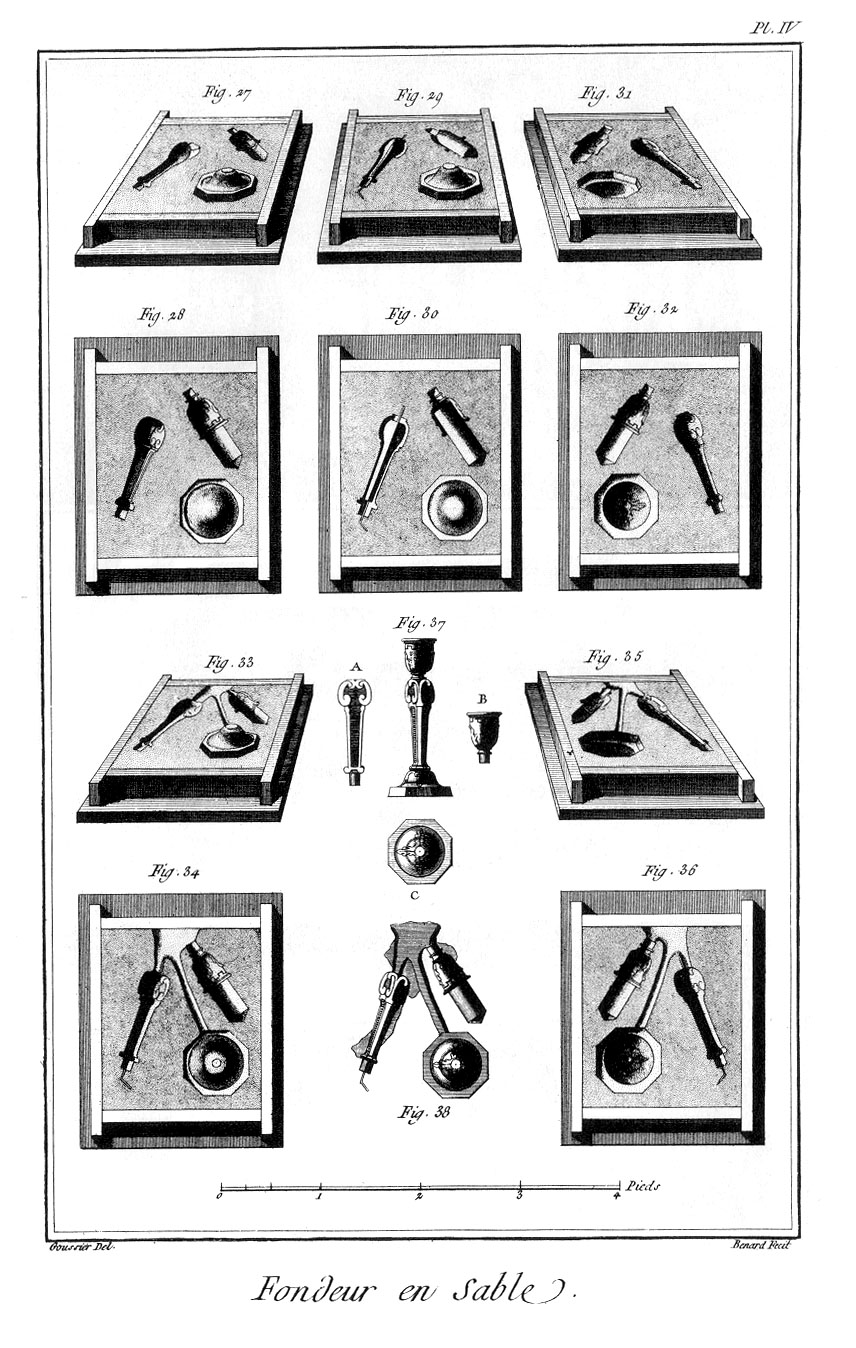 Pl. IV
Fig. 27
Fig. 29
Fig. 31
Fig. 28
Fig. 30
Fig. 32
Fig. 37
Fig. 33
A
B
Fig. 35
C
Fig. 34
Fig. 36
Fig. 38
0 1 2 3 4 Pieds
Goussier Del.
Benard Fecit
Fondeur en Sable.